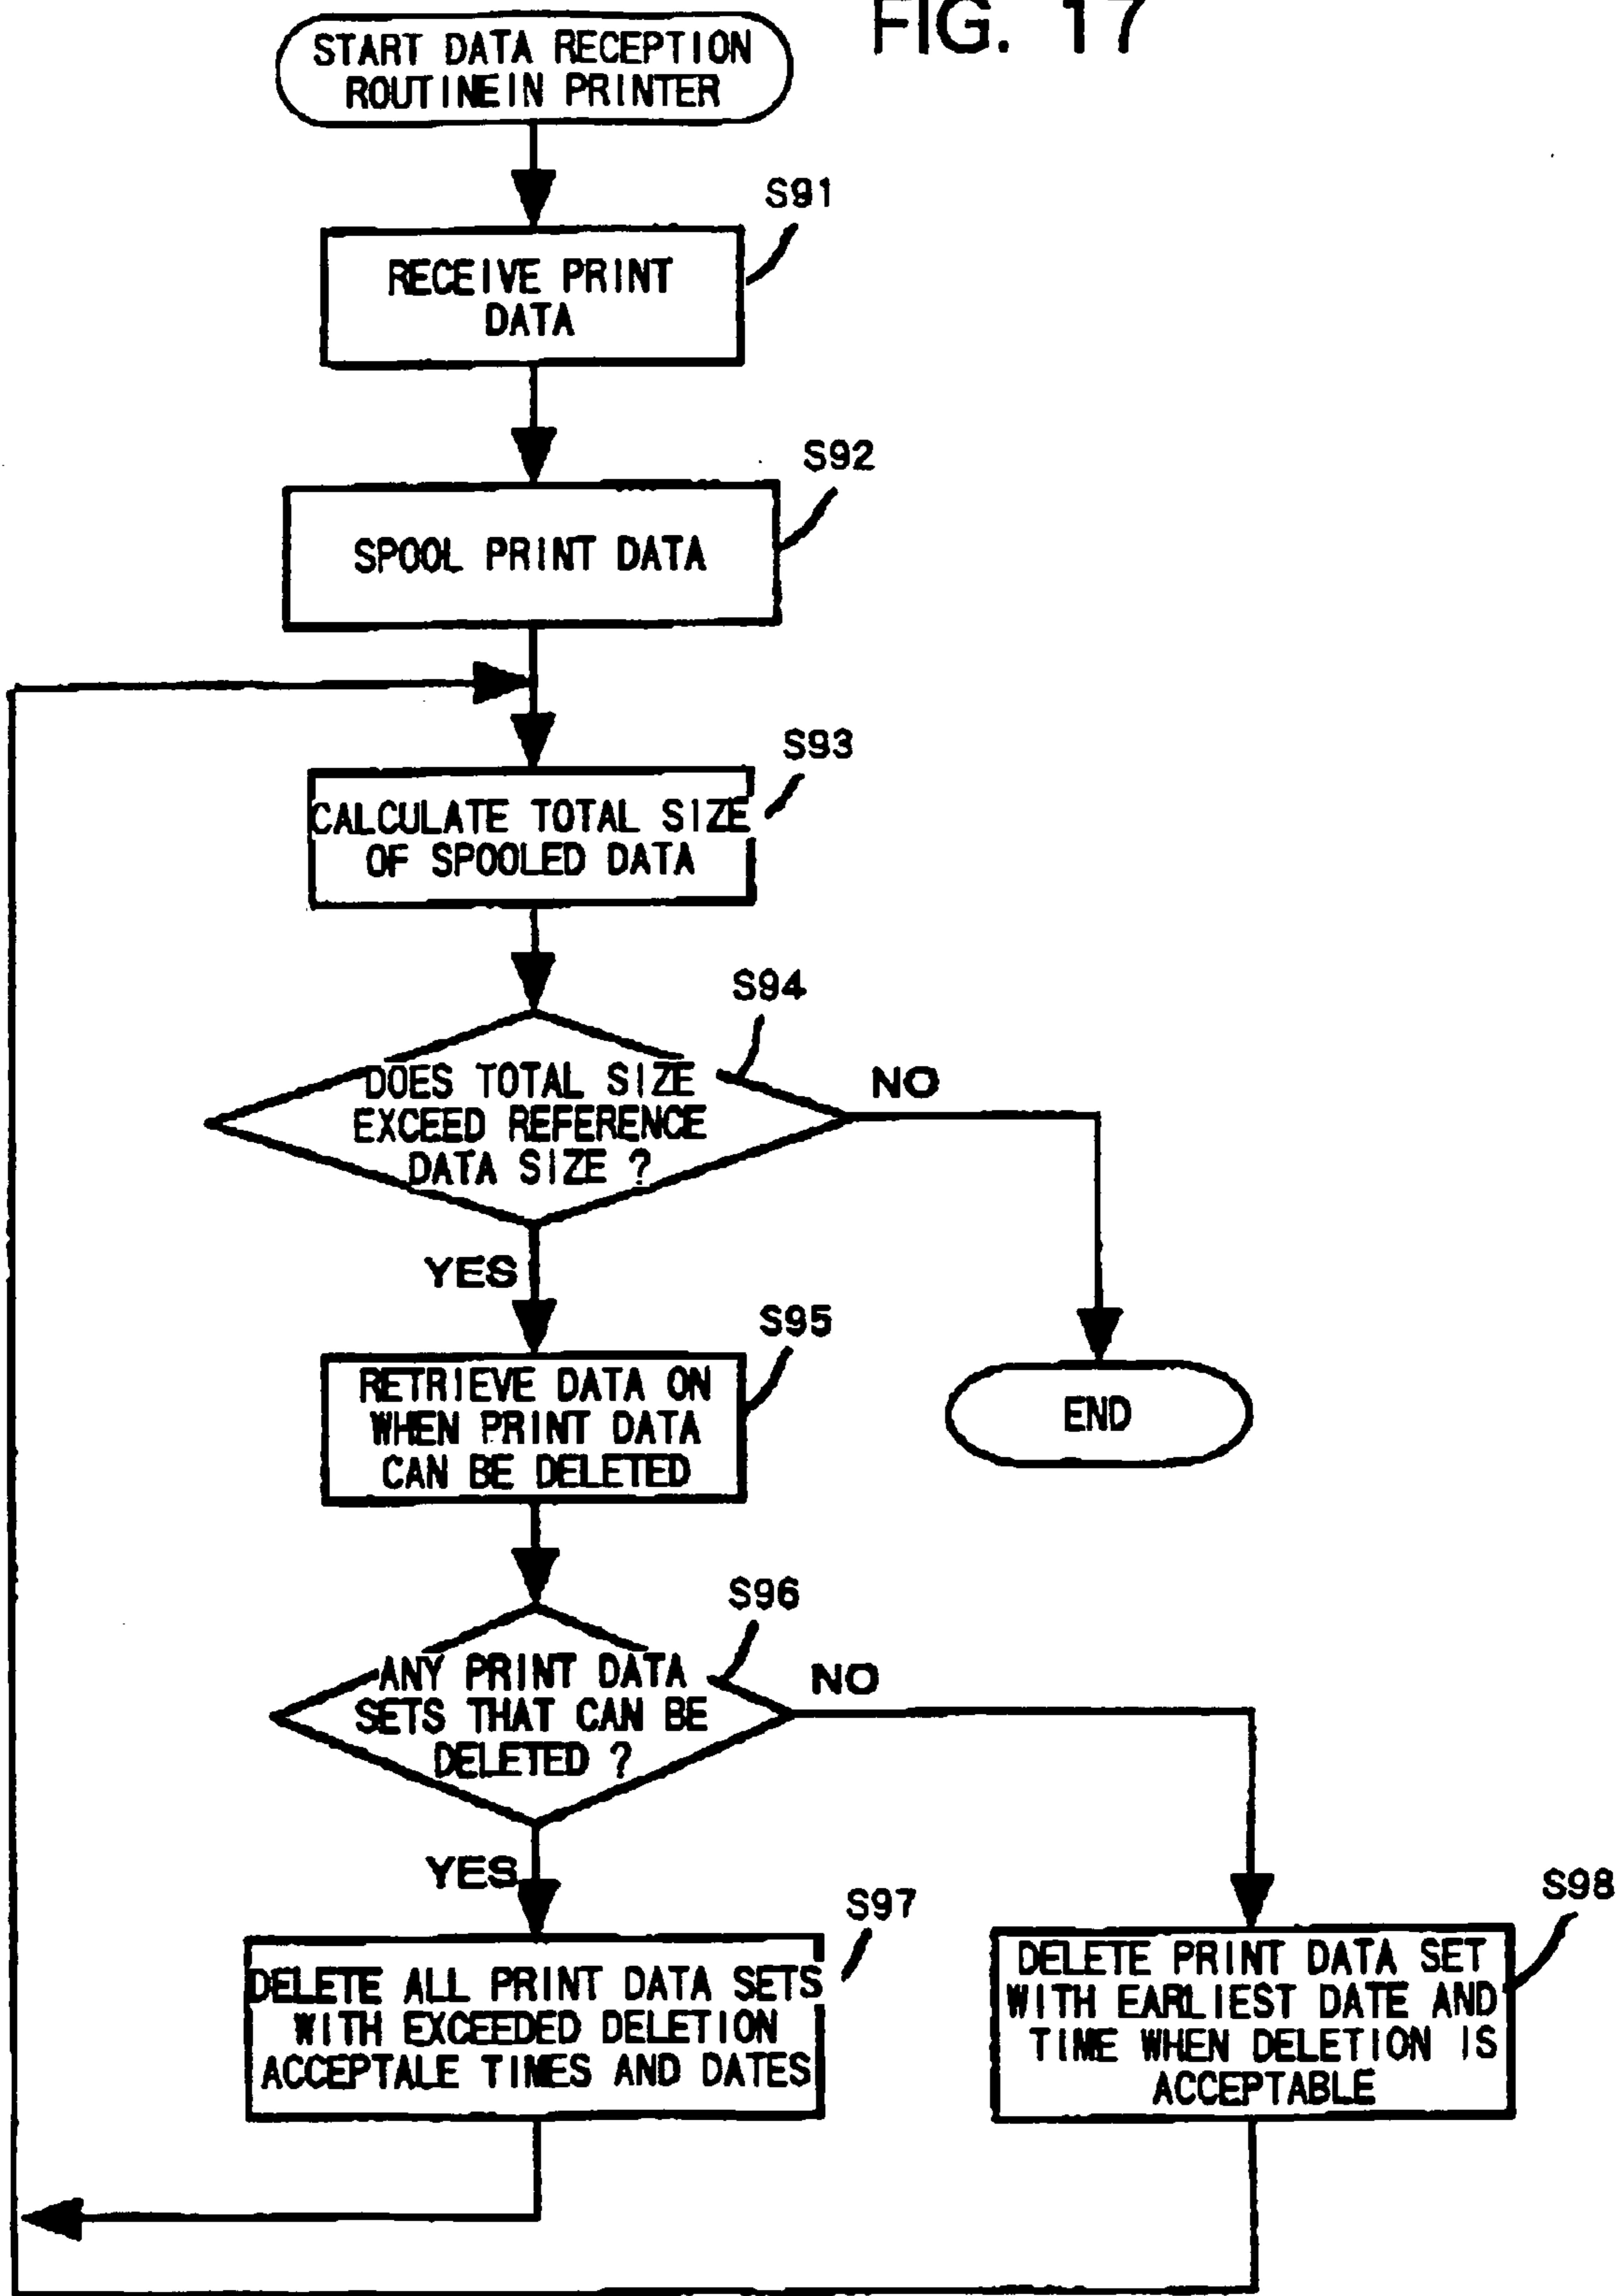 FIG. 17
START DATA RECEPTION
ROUTINEIN PRINTER
S91
RECEIVE PRINT
DATA
S92
SPOOL PRINT DATA
S93
CALCULATE TOTAL SIZE
OF SPOOLED DATA
S94
DOES TOTAL SIZE
EXCEED REFERENCE
DATA SIZE ?
NO
YES
END
S95
RETRIEVE DATA ON
WHEN PRINT DATA
CAN BE DELETED
S96
ANY PRINT DATA
SETS THAT CAN BE
DELETED ?
NO
YES
S97
DELETE ALL PRINT DATA SETS
WITH EXCEEDED DELETION
ACCEPTALE TIMES AND DATES
S98
DELETE PRINT DATA SET
WITH EARLIEST DATE AND
TIME WHEN DELETION IS
ACCEPTABLE